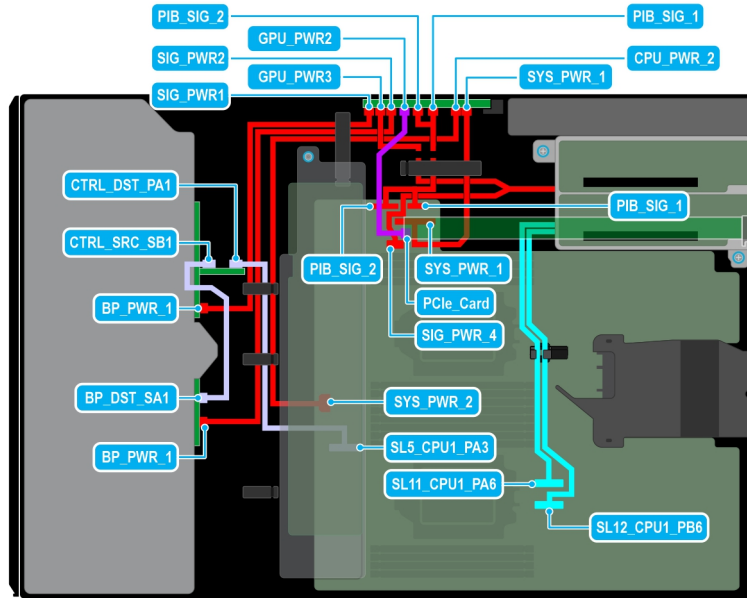 PIB_SIG_2
PIB_SIG_1
GPU_PWR2
SIG_PWR2
CPU_PWR_2
GPU_PWR3
SYS_PWR_1
SIG_PWR1
CTRL_DST_PA1
PIB_SIG_1
CTRL_SRC_SB1
PIB_SIG_2
SYS_PWR_1
BP_PWR_1
PCIe_Card
SIG_PWR_4
BP_DST_SA1
SYS_PWR_2
BP_PWR_1
SL5_CPU1_PA3
SL11_CPU1_PA6
SL12_CPU1_PB6